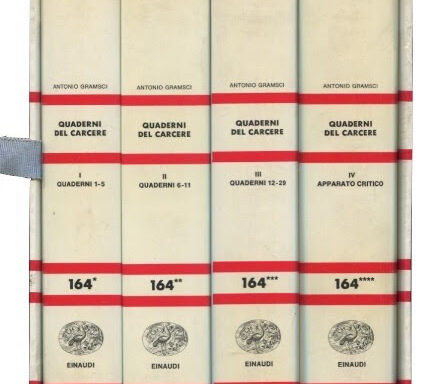 ANTONIO GRAMSCI
QUADERNI
DEL CARCERE
I
QUADERNI 1-5
164*
EINAUDI
ANTONIO GRAMSCI
QUADERNI
DEL CARCERE
II
QUADERNI 6-11
164**
EINAUDI
ANTONIO GRAMSCI
QUADERNI
DEL CARCERE
III
QUADERNI 12-29
164***
EINAUDI
ANTONIO GRAMSCI
QUADERNI
DEL CARCERE
IV
APPARATO CRITICO
164****
EINAUDI